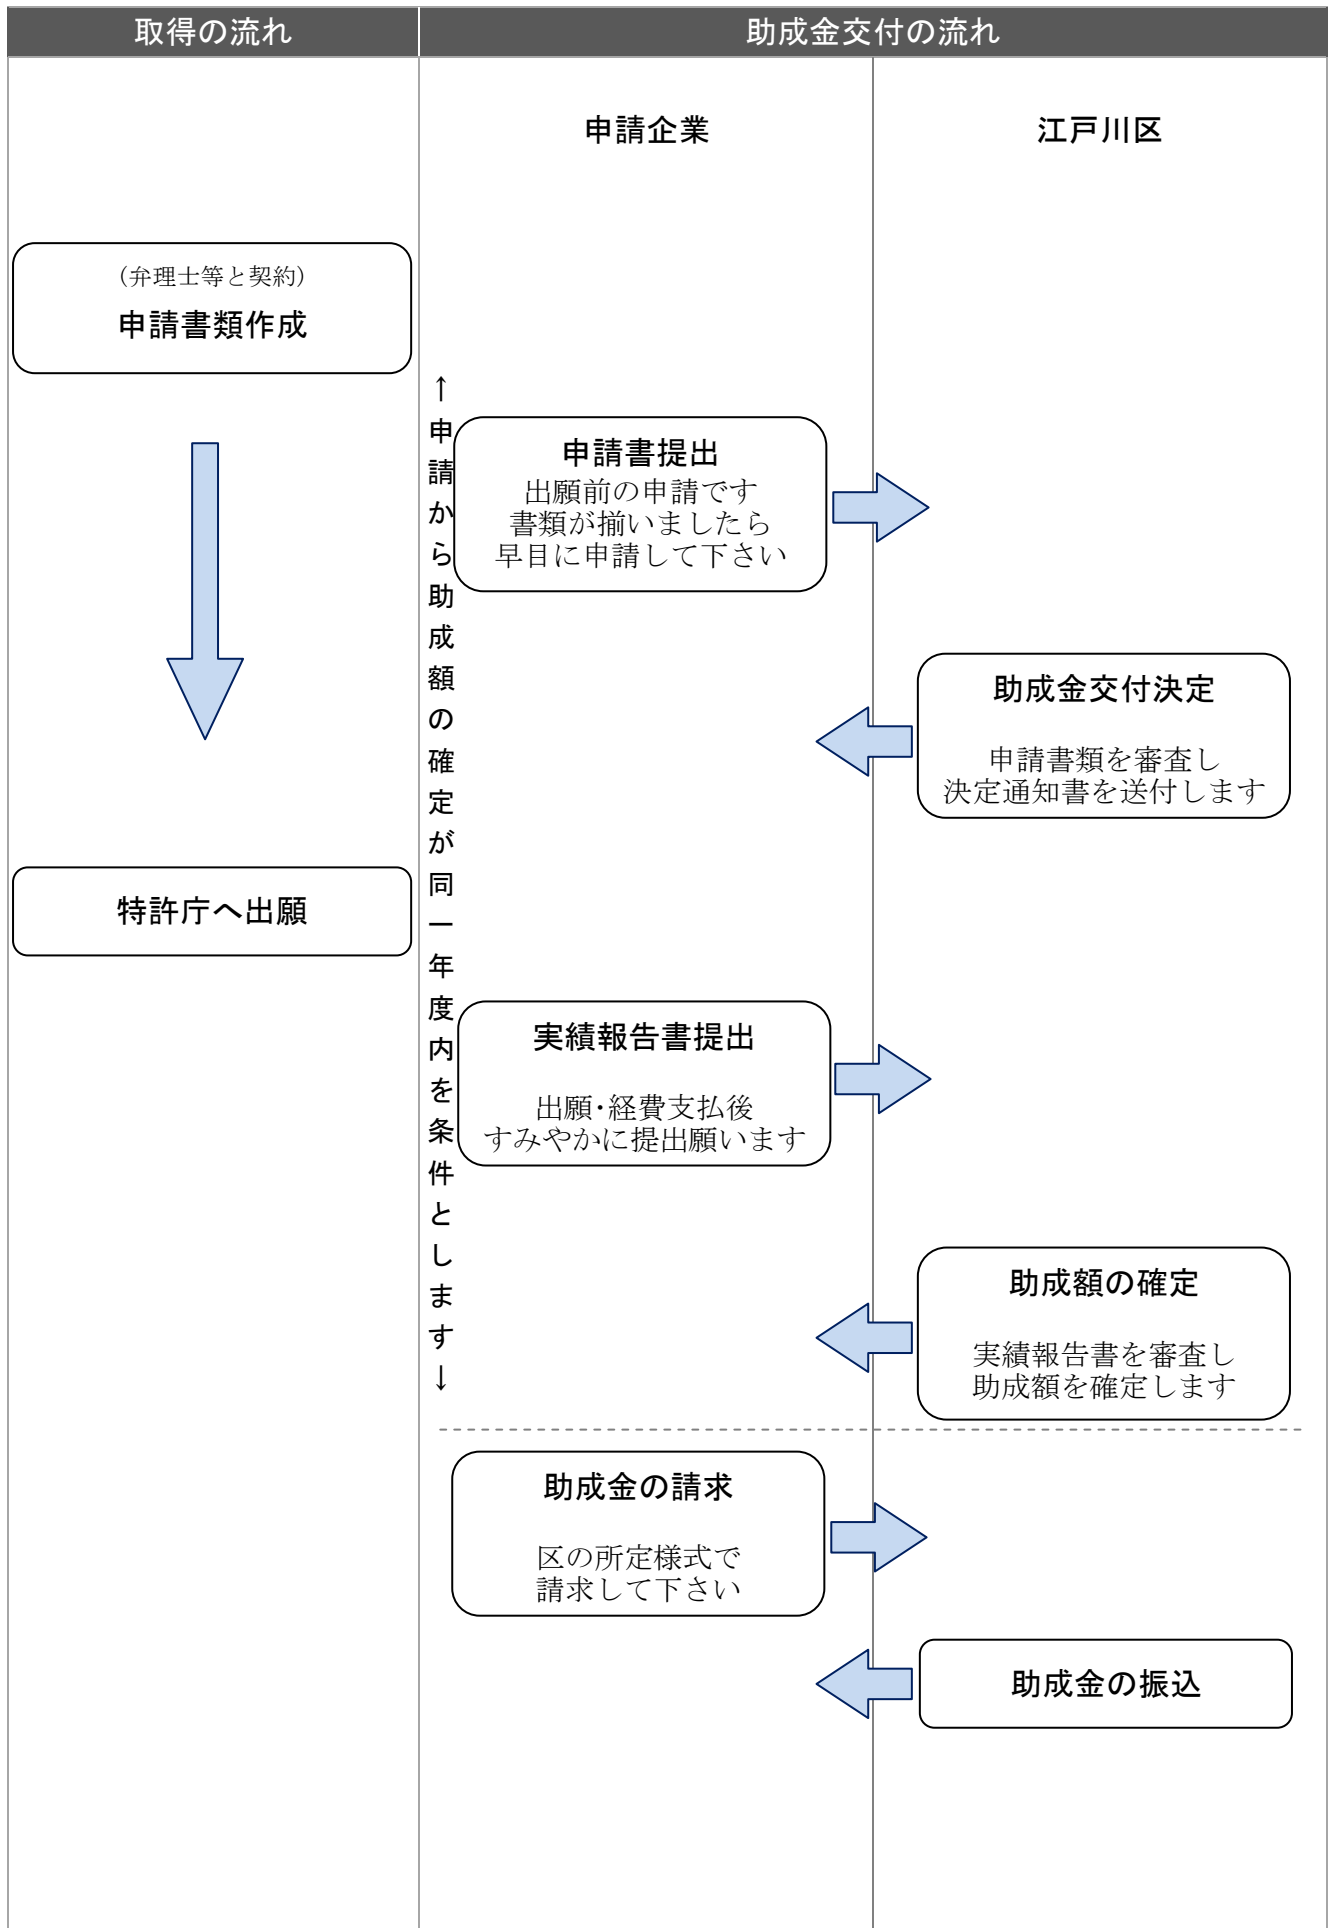 取得の流れ
助成金交付の流れ
申請企業
江戸川区
(弁理士等と契約)
申請書類作成
↑申請から助成額の確定が同一年度内を条件とします↓
申請書提出
出願前の申請です
書類が揃いましたら
早目に申請して下さい
助成金交付決定
申請書類を審査し
決定通知書を送付します
特許庁へ出願
実績報告書提出
出願・経費支払後
すみやかに提出願います
助成額の確定
実績報告書を審査し
助成額を確定します
助成金の請求
区の所定様式で
請求して下さい
助成金の振込